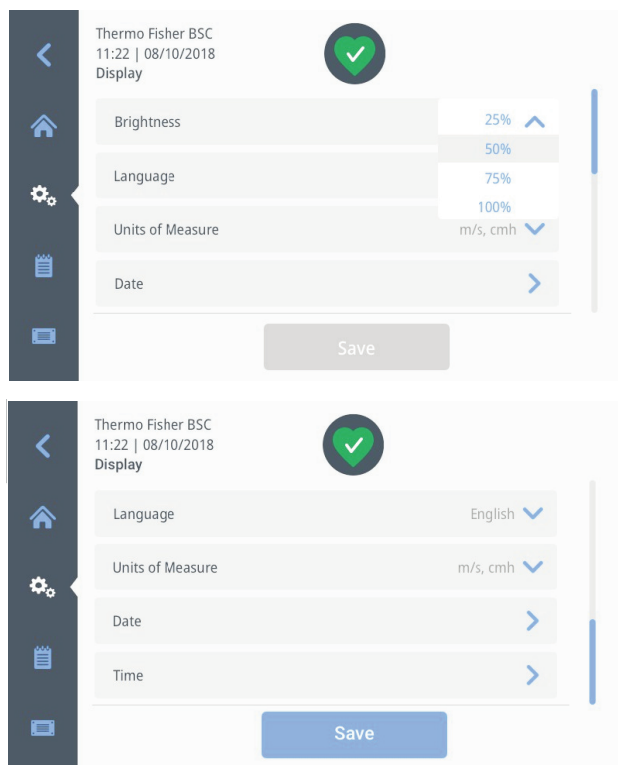 Thermo Fisher BSC
11:22 | 08/10/2018
Display
Brightness 25%
50%
Language 75%
100%
Units of Measure m/s, cmh
Date
Save
Thermo Fisher BSC
11:22 | 08/10/2018
Display
Language English
Units of Measure m/s, cmh
Date
Time
Save